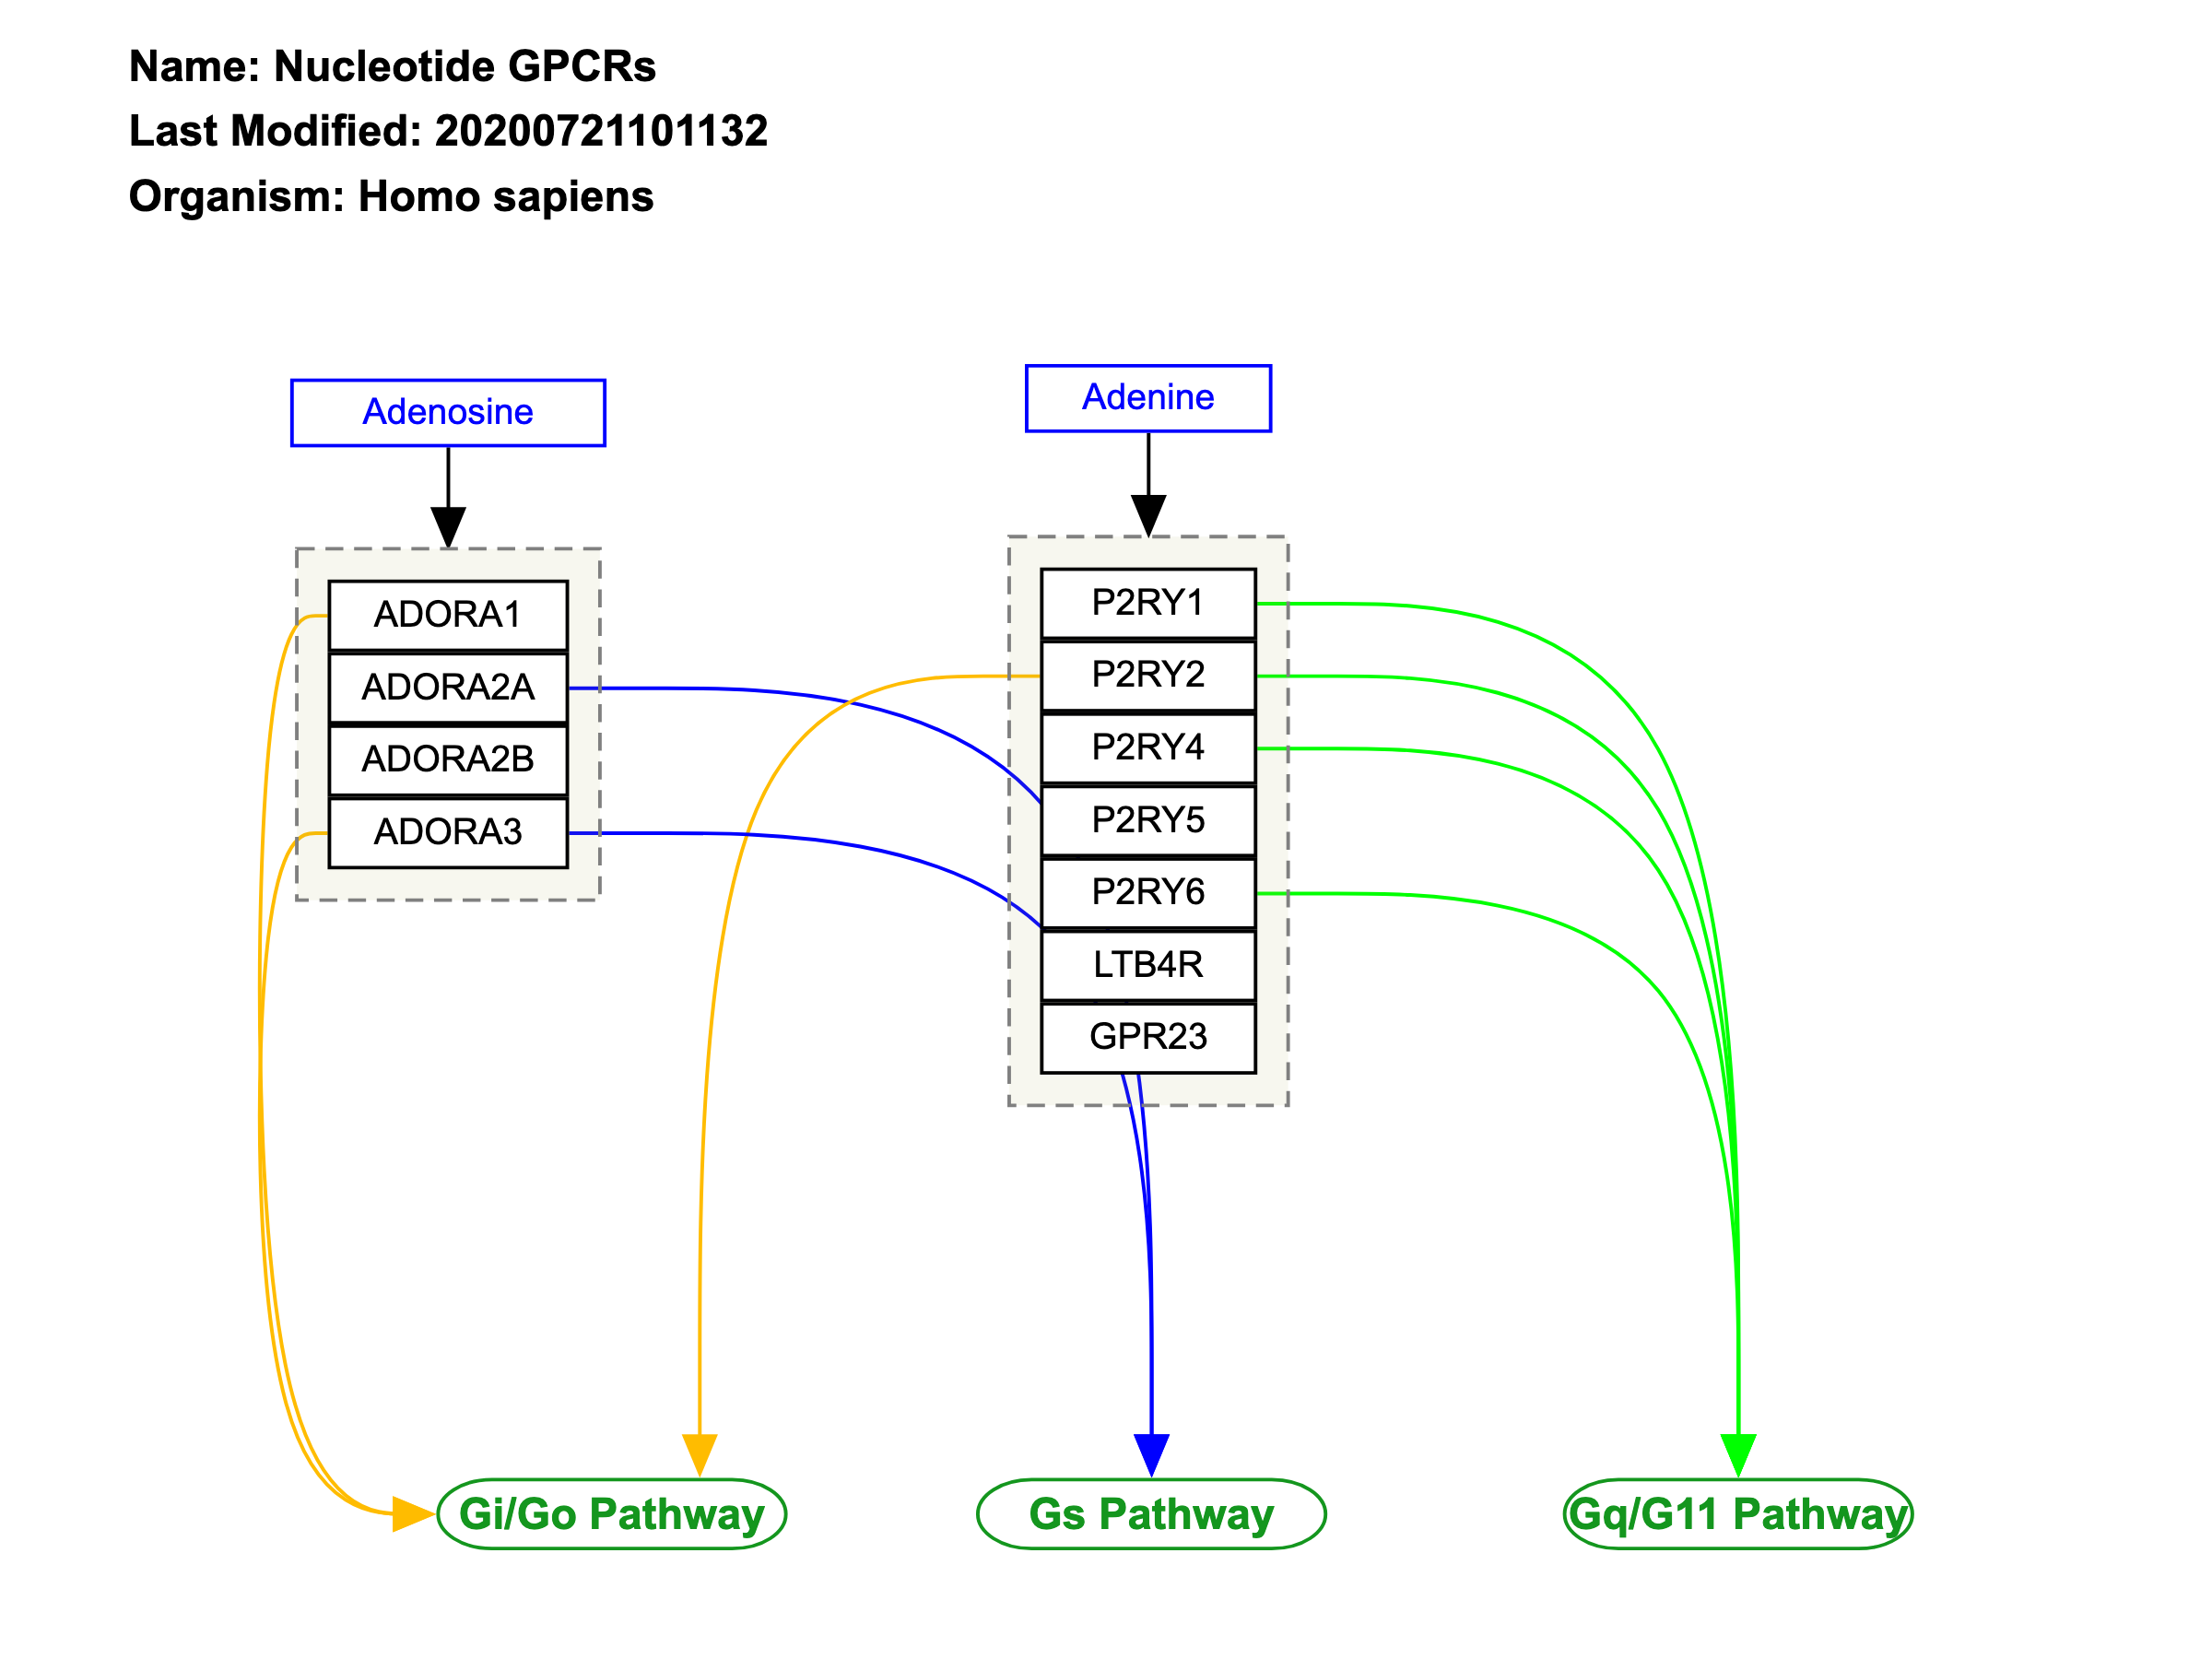 Name: Nucleotide GPCRs
Last Modified: 20200721101132
Organism: Homo sapiens
Adenosine
Adenine
ADORA1
ADORA2A
ADORA2B
ADORA3
P2RY1
P2RY2
P2RY4
P2RY5
P2RY6
LTB4R
GPR23
Gi/Go Pathway
Gs Pathway
Gq/G11 Pathway